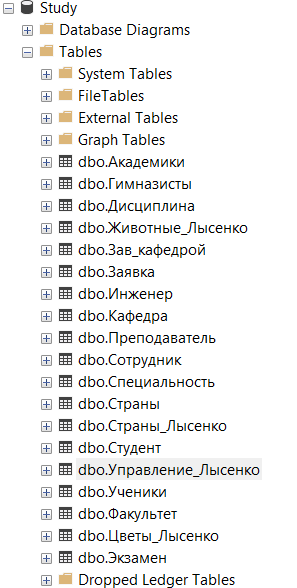 Study
Database Diagrams
Tables
System Tables
FileTables
External Tables
Graph Tables
dbo.Академики
dbo.Гимназисты
dbo.Дисциплина
dbo.Животные_Лысенко
dbo.Зав_кафедрой
dbo.Заявка
dbo.Инженер
dbo.Кафедра
dbo.Преподаватель
dbo.Сотрудник
dbo.Специальность
dbo.Страны
dbo.Страны_Лысенко
dbo.Студент
dbo.Управление_Лысенко
dbo.Ученики
dbo.Факультет
dbo.Цветы_Лысенко
dbo.Экзамен
Dropped Ledger Tables